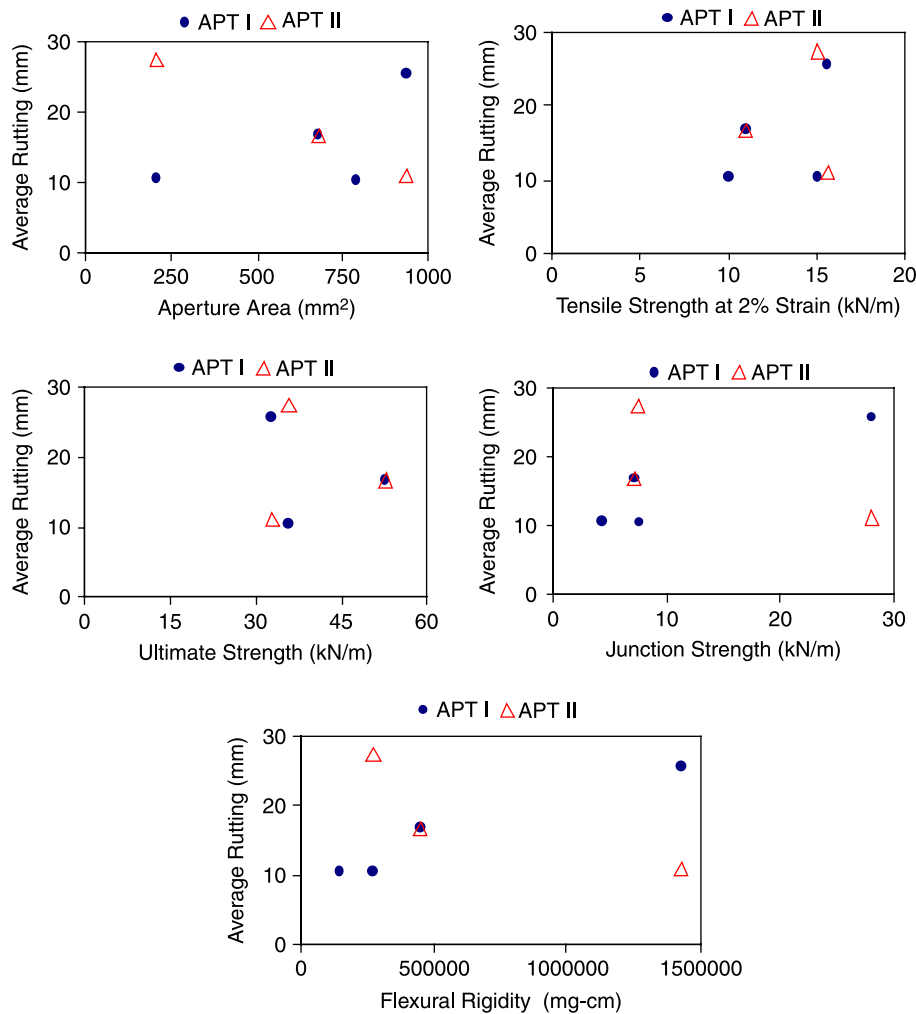 APT I APT II
Average Rutting (mm)
30
20
10
0
0 250 500 750 1000
Aperture Area (mm²)
APT I APT II
Average Rutting (mm)
30
20
10
0
0 5 10 15 20
Tensile Strength at 2% Strain (kN/m)
APT I APT II
Average Rutting (mm)
30
20
10
0
0 15 30 45 60
Ultimate Strength (kN/m)
APT I APT II
Average Rutting (mm)
30
20
10
0
0 10 20 30
Junction Strength (kN/m)
APT I APT II
Average Rutting (mm)
30
20
10
0
0 500000 1000000 1500000
Flexural Rigidity (mg-cm)